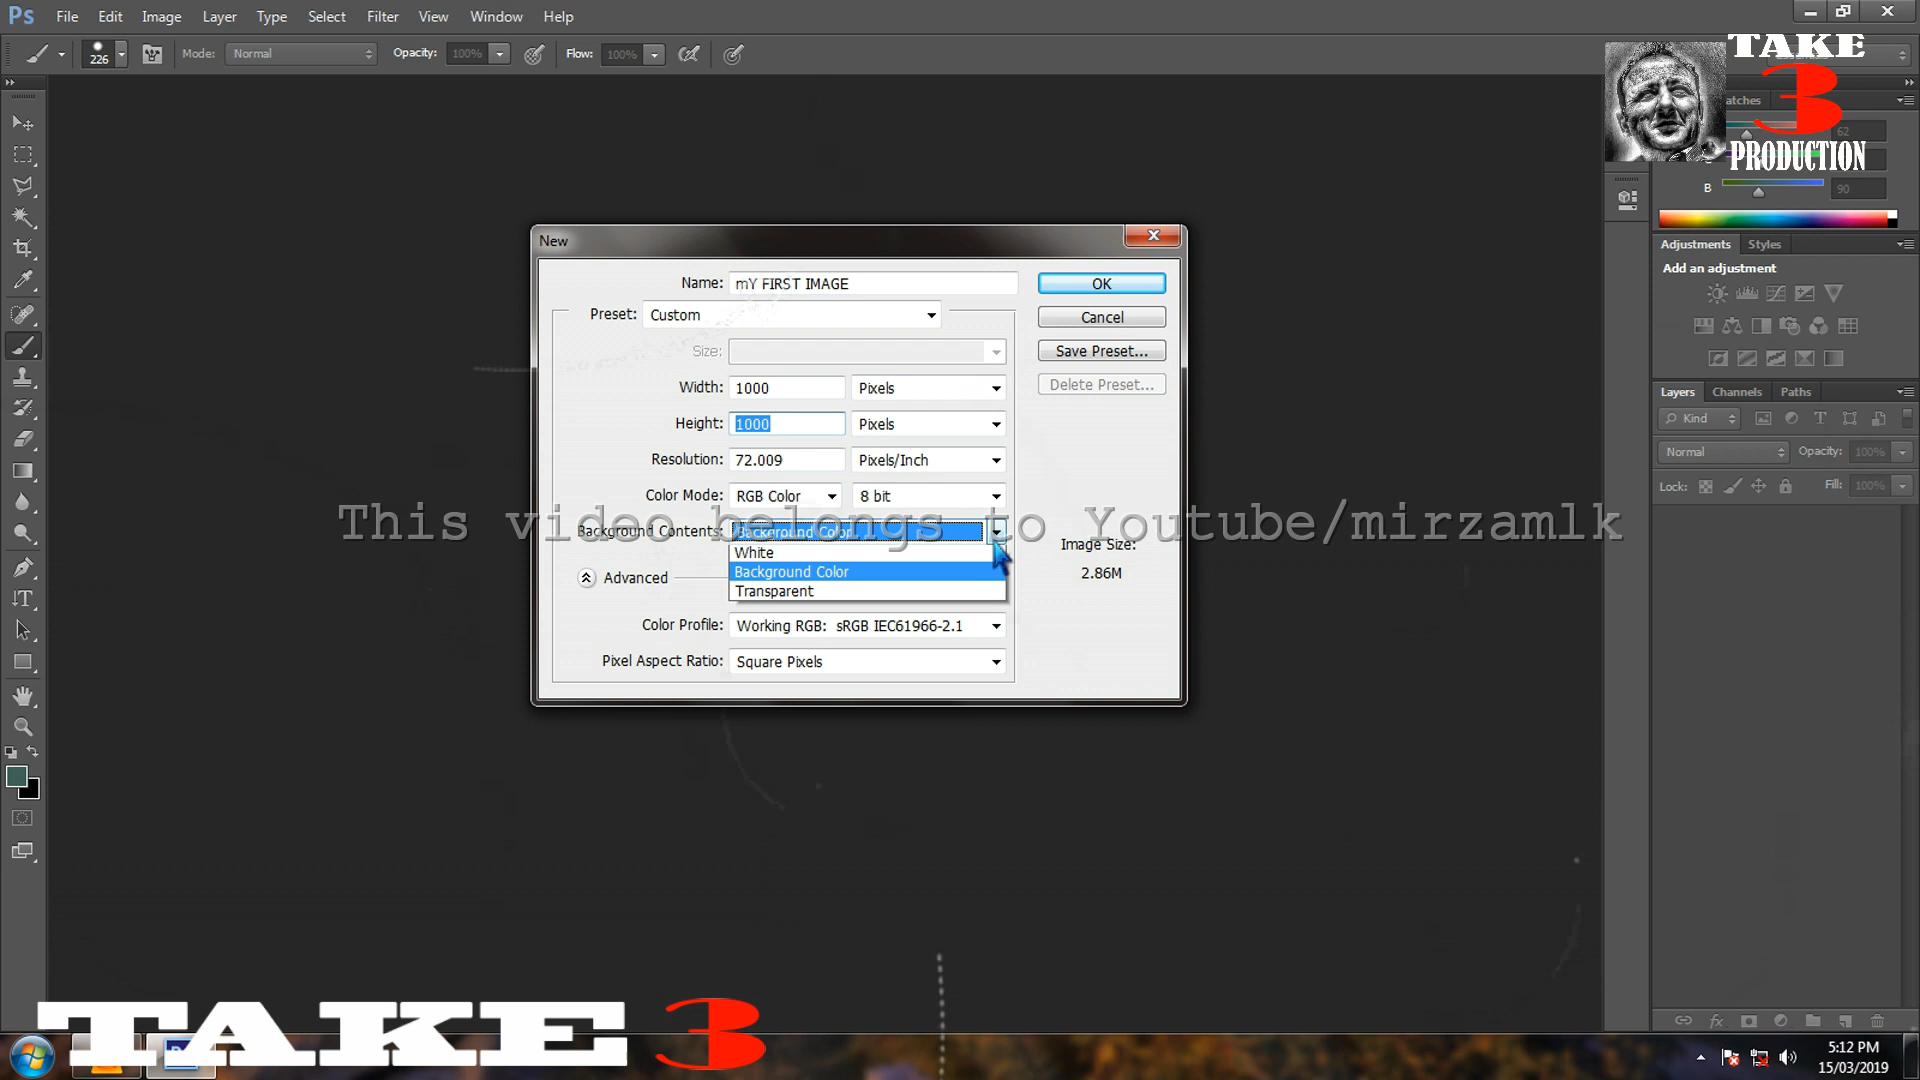 Ps File Edit Image Layer Type Select Filter View Window Help
226 Mode: Normal Opacity: 100% Flow: 100%
TAKE
3
PRODUCTION
atches
62
B 90
Adjustments Styles
Add an adjustment
Layers Channels Paths
Kind
Normal Opacity: 100%
Lock: Fill: 100%
New
Name: mY FIRST IMAGE OK
Preset: Custom Cancel
Size: Save Preset...
Width: 1000 Pixels Delete Preset...
Height: 1000 Pixels
Resolution: 72.009 Pixels/Inch
Color Mode: RGB Color 8 bit
This video belongs to Youtube/mirzamlk
Background Contents: Background Color
White
Background Color
Transparent
Image Size:
2.86M
Advanced
Color Profile: Working RGB: sRGB IEC61966-2.1
Pixel Aspect Ratio: Square Pixels
fx
TAKE 3
5:12 PM
15/03/2019